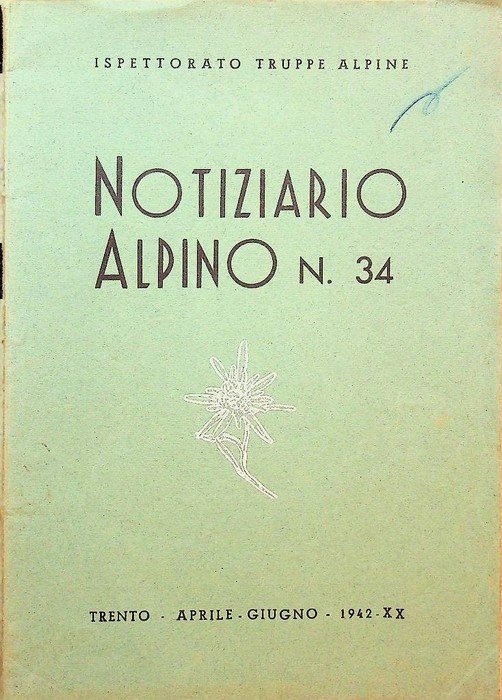 ISPETTORATO TRUPPE ALPINE
NOTIZIARIO
ALPINO N. 34
TRENTO - APRILE - GIUGNO - 1942 - XX